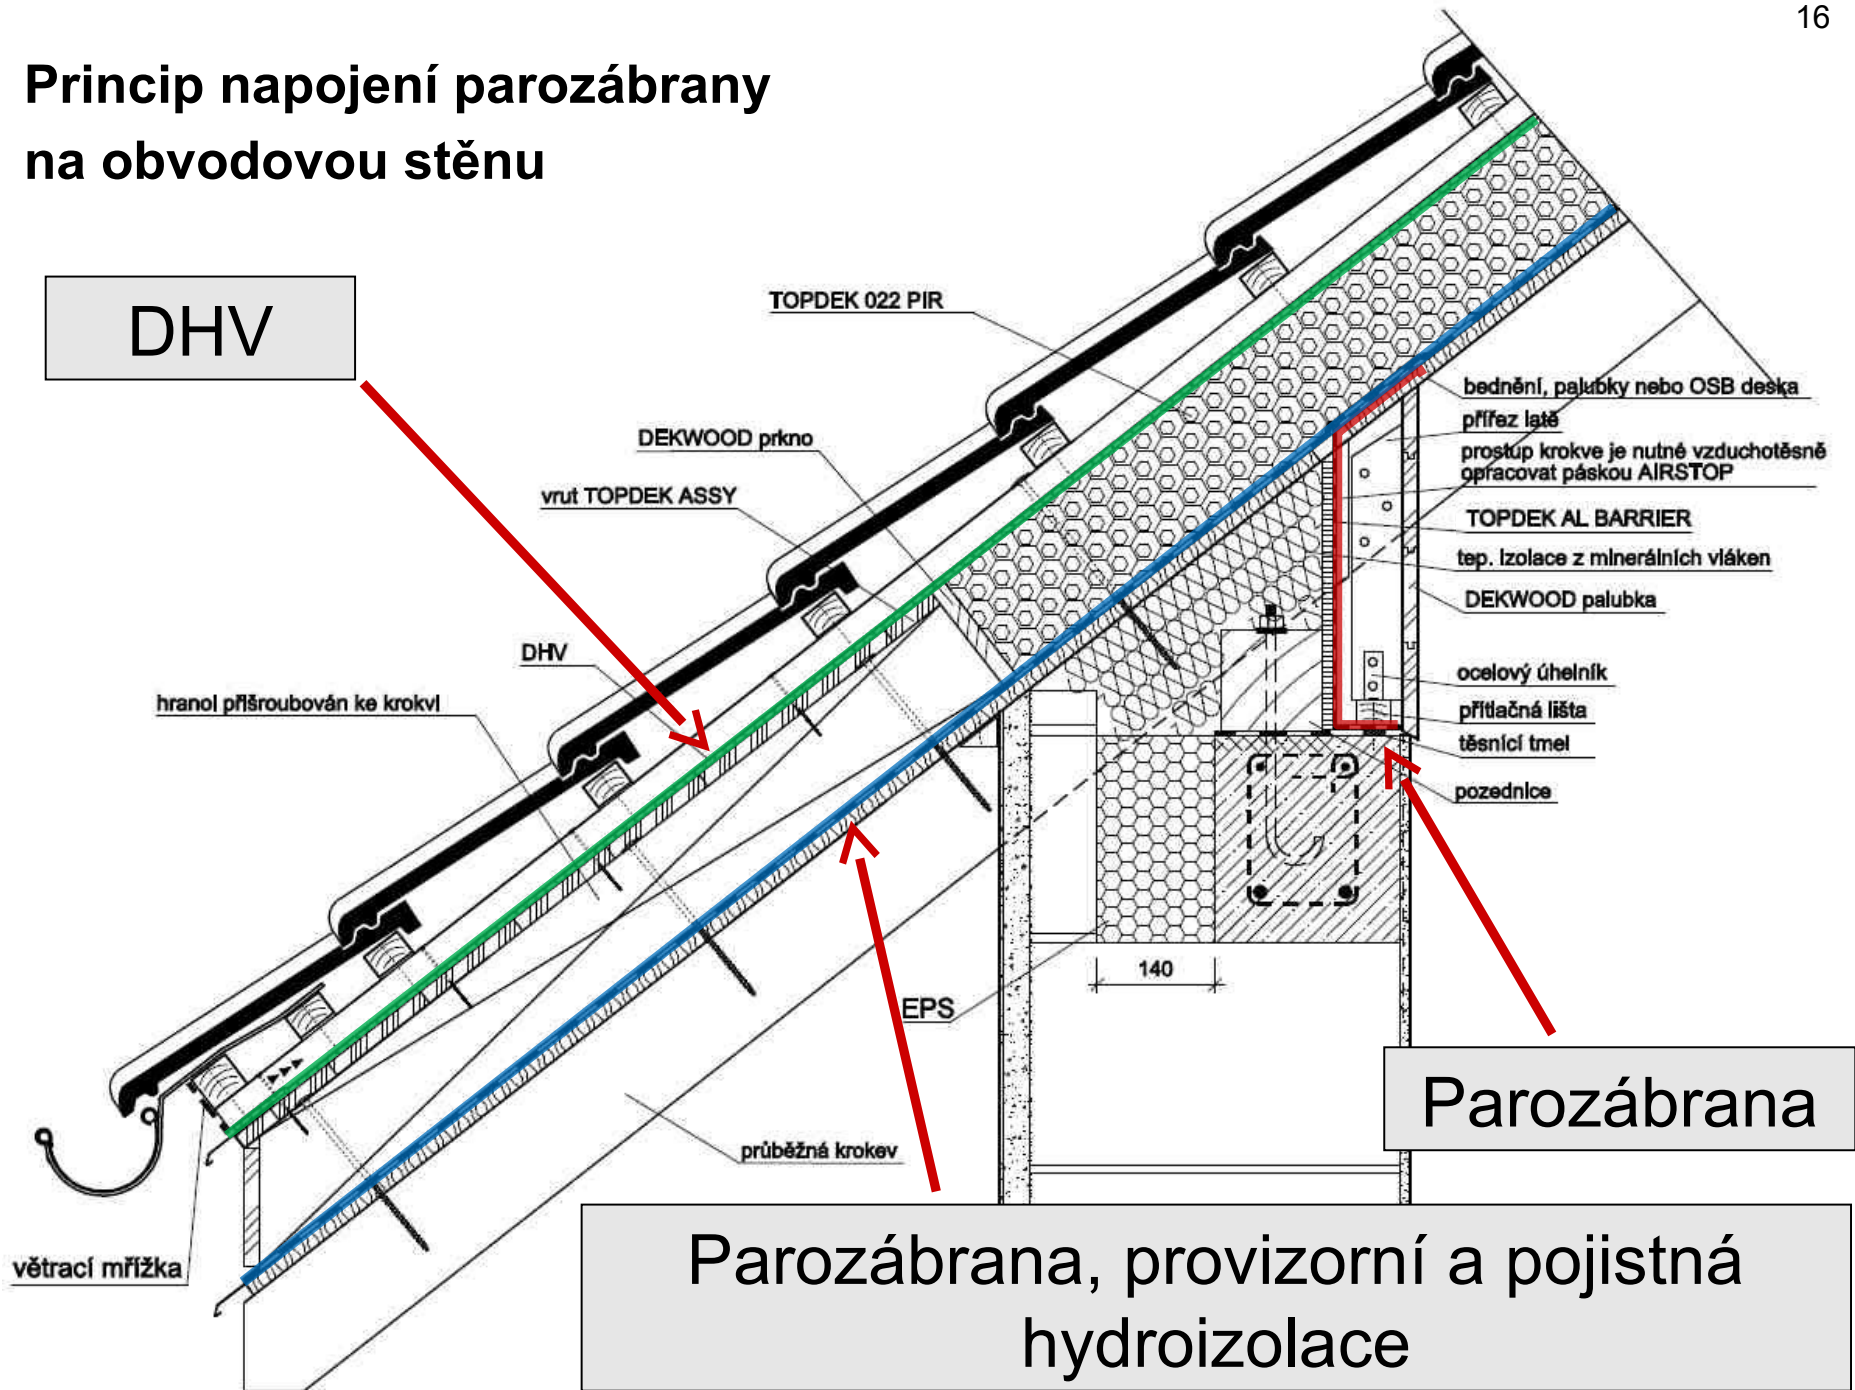 16
Princip napojení parozábrany
na obvodovou stěnu
DHV
TOPDEK 022 PIR
DEKWOOD prkno
vrut TOPDEK ASSY
DHV
hranol přišroubován ke krokvi
bednění, palubky nebo OSB deska
přířez latě
prostup krokve je nutné vzduchotěsně
opracovat páskou AIRSTOP
TOPDEK AL BARRIER
tep. izolace z minerálních vláken
DEKWOOD palubka
ocelový úhelník
přítlačná lišta
těsnící tmel
pozednice
140
EPS
Parozábrana
průběžná krokev
větrací mřížka
Parozábrana, provizorní a pojistná
hydroizolace